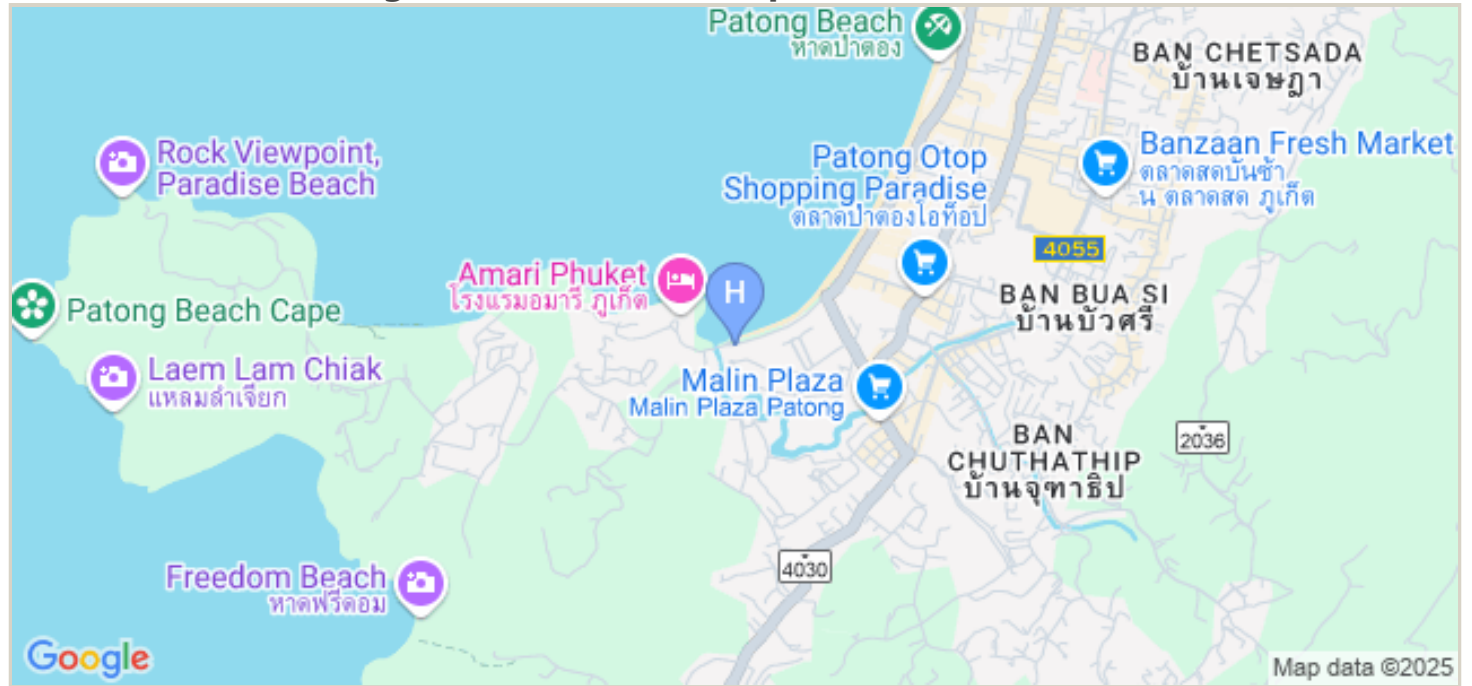 Patong Beach
หาดป่าตอง
BAN CHETSADA
บ้านเจษฎา
Rock Viewpoint,
Paradise Beach
Patong Otop
Shopping Paradise
ตลาดป่าตองโอท็อป
Banzaan Fresh Market
ตลาดสดบันซ้า
น ตลาดสด ภูเก็ต
4055
Amari Phuket
โรงแรมอมารี ภูเก็ต
H
BAN BUA SI
บ้านบัวศรี
Patong Beach Cape
Laem Lam Chiak
แหลมลำเจียก
Malin Plaza
Malin Plaza Patong
BAN
CHUTHATHIP
บ้านจุฑาธิป
2036
4030
Freedom Beach
หาดฟรีดอม
Google
Map data ©2025